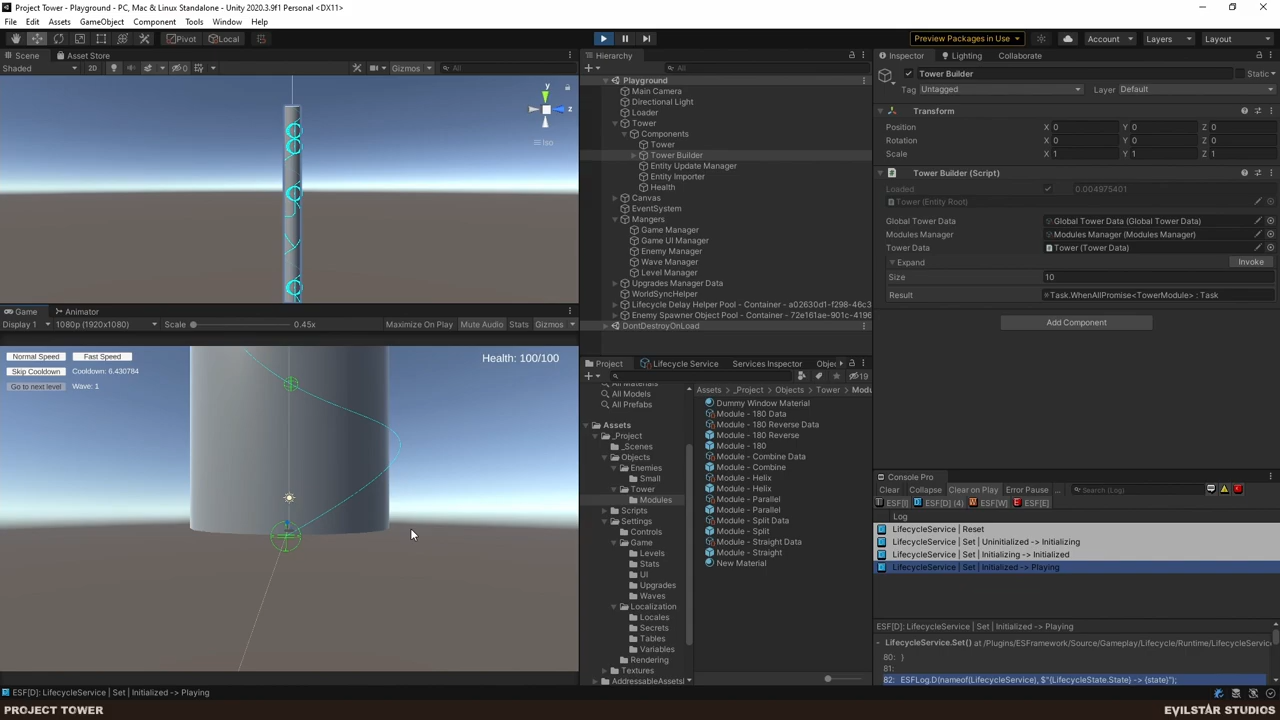 Project Tower - Playground - PC, Mac & Linux Standalone - Unity 2020.3.9f1 Personal <DX11>
File Edit Assets GameObject Component Tools Window Help
Pivot Local Preview Packages in Use Account Layers Layout
Scene Asset Store
Shaded 2D 0 Gizmos All
y
z
Iso
Game Animator
Display 1 1080p (1920x1080) Scale 0.45x Maximize On Play Mute Audio Stats Gizmos
Normal Speed Fast Speed Health: 100/100
Skip Cooldown Cooldown: 6.430784
Go to next level Wave: 1
Hierarchy
All
Playground
Main Camera
Directional Light
Loader
Tower
Components
Tower
Tower Builder
Entity Update Manager
Entity Importer
Health
Canvas
EventSystem
Mangers
Game Manager
Game UI Manager
Enemy Manager
Wave Manager
Level Manager
Upgrades Manager Data
WorldSyncHelper
Lifecycle Delay Helper Pool - Container - a02630d1-f298-46c3
Enemy Spawner Object Pool - Container - 72e161ae-901c-4196
DontDestroyOnLoad
Project Lifecycle Service Services Inspector Objec
19
All Materials
All Models
All Prefabs
Assets
_Project
_Scenes
Objects
Enemies
Small
Tower
Modules
Scripts
Settings
Controls
Game
Levels
Stats
UI
Upgrades
Waves
Localization
Locales
Secrets
Tables
Variables
Rendering
Textures
AddressableAssetsI
Assets _Project Objects Tower Modu
Dummy Window Material
Module - 180 Data
Module - 180 Reverse Data
Module - 180 Reverse
Module - 180
Module - Combine Data
Module - Combine
Module - Helix
Module - Helix
Module - Parallel
Module - Parallel
Module - Split Data
Module - Split
Module - Straight Data
Module - Straight
New Material
Inspector Lighting Collaborate
Tower Builder Static
Tag Untagged Layer Default
Transform
Position X 0 Y 0 Z 0
Rotation X 0 Y 0 Z 0
Scale X 1 Y 1 Z 1
Tower Builder (Script)
Loaded 0.004975401
Tower (Entity Root)
Global Tower Data Global Tower Data (Global Tower Data)
Modules Manager Modules Manager (Modules Manager)
Tower Data Tower (Tower Data)
Expand Invoke
Size 10
Result Task.WhenAllPromise<TowerModule> : Task
Add Component
Console Pro
Clear Collapse Clear on Play Error Pause ... Search (Log)
ESF[I] ESF[D] (4) ESF[W] ESF[E]
Log
LifecycleService | Reset
LifecycleService | Set | Uninitialized -> Initializing
LifecycleService | Set | Initializing -> Initialized
LifecycleService | Set | Initialized -> Playing
ESF[D]: LifecycleService | Set | Initialized -> Playing
LifecycleService.Set() at /Plugins/ESFramework/Source/Gameplay/Lifecycle/Runtime/LifecycleServic
80: }
81:
82: ESFLog.D(nameof(LifecycleService), $"{LifecycleState.State} -> {state}");
ESF[D]: LifecycleService | Set | Initialized -> Playing
PROJECT TOWER EVILSTAR STUDIOS